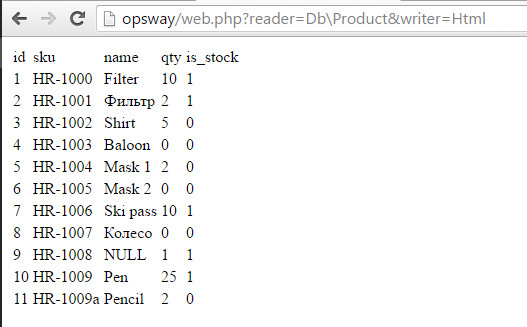 opsway/web.php?reader=Db\Product&writer=Html
id sku name qty is_stock
1 HR-1000 Filter 10 1
2 HR-1001 Фильтр 2 1
3 HR-1002 Shirt 5 0
4 HR-1003 Baloon 0 0
5 HR-1004 Mask 1 2 0
6 HR-1005 Mask 2 0 0
7 HR-1006 Ski pass 10 1
8 HR-1007 Колесо 0 0
9 HR-1008 NULL 1 1
10 HR-1009 Pen 25 1
11 HR-1009a Pencil 2 0